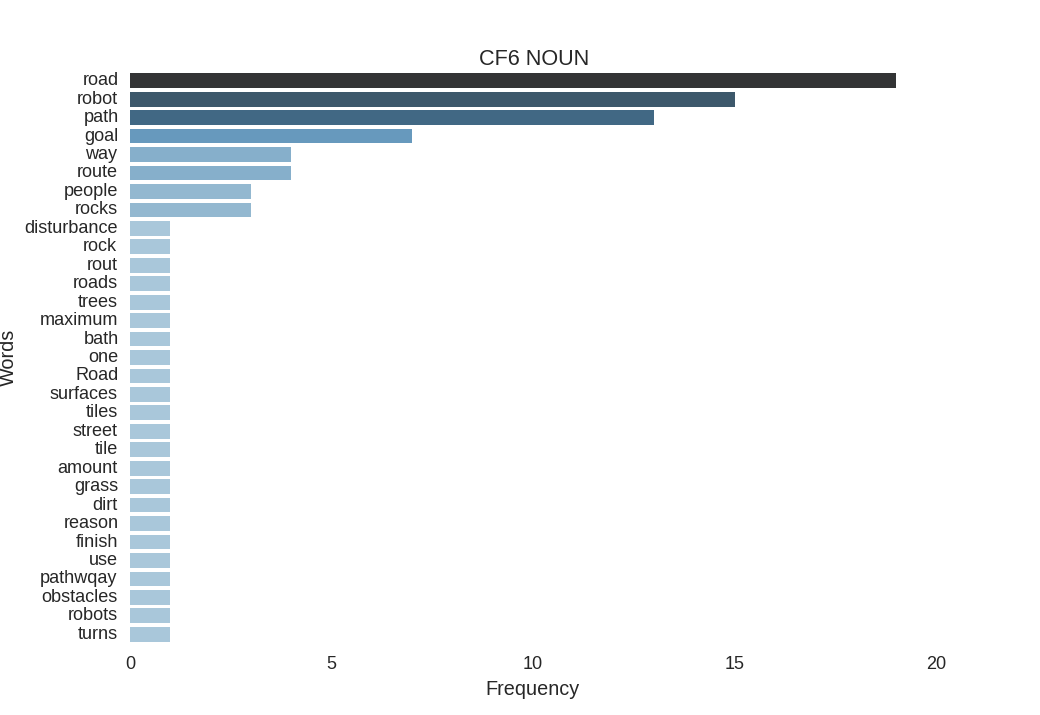 CF6 NOUN
road
robot
path
goal
way
route
people
rocks
disturbance
rock
rout
roads
trees
maximum
bath
one
Road
surfaces
tiles
street
tile
amount
grass
dirt
reason
finish
use
pathwqay
obstacles
robots
turns
Words
0 5 10 15 20
Frequency